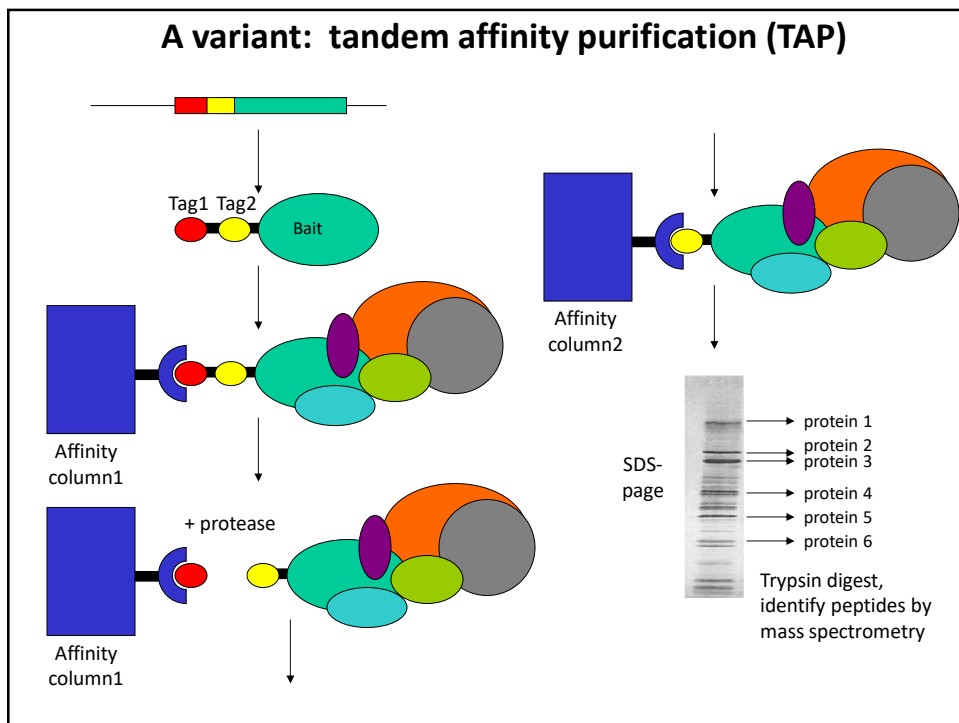 A variant:  tandem affinity purification (TAP)
Tag1 Tag2
Bait
Affinity
column1
+ protease
Affinity
column1
Affinity
column2
SDS-
page
protein 1
protein 2
protein 3
protein 4
protein 5
protein 6
Trypsin digest,
identify peptides by
mass spectrometry